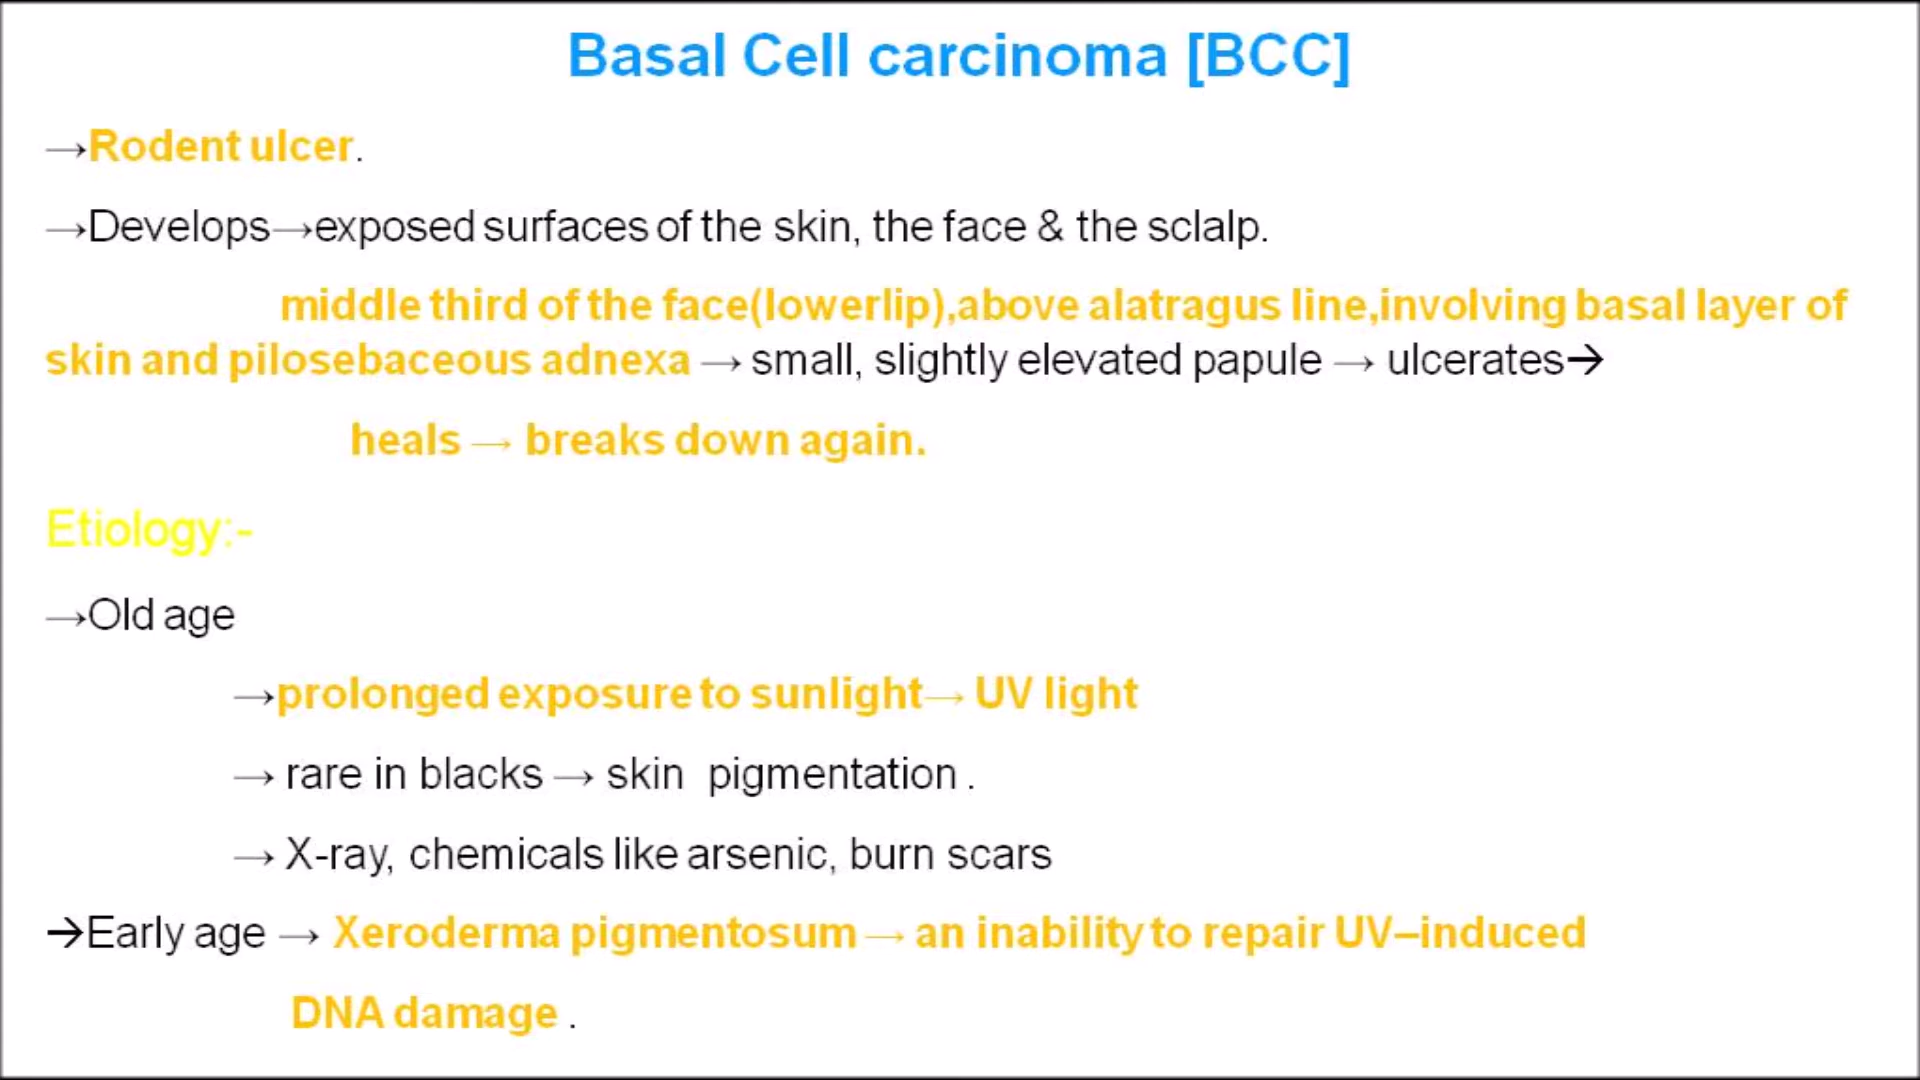 Basal Cell carcinoma [BCC]
→Rodent ulcer.
→Develops→exposed surfaces of the skin, the face & the sclalp.
middle third of the face(lowerlip),above alatragus line,involving basal layer of
skin and pilosebaceous adnexa → small, slightly elevated papule → ulcerates→
heals → breaks down again.
Etiology:-
→Old age
→prolonged exposure to sunlight→ UV light
→ rare in blacks → skin pigmentation .
→ X-ray, chemicals like arsenic, burn scars
→Early age → Xeroderma pigmentosum → an inability to repair UV–induced
DNA damage .